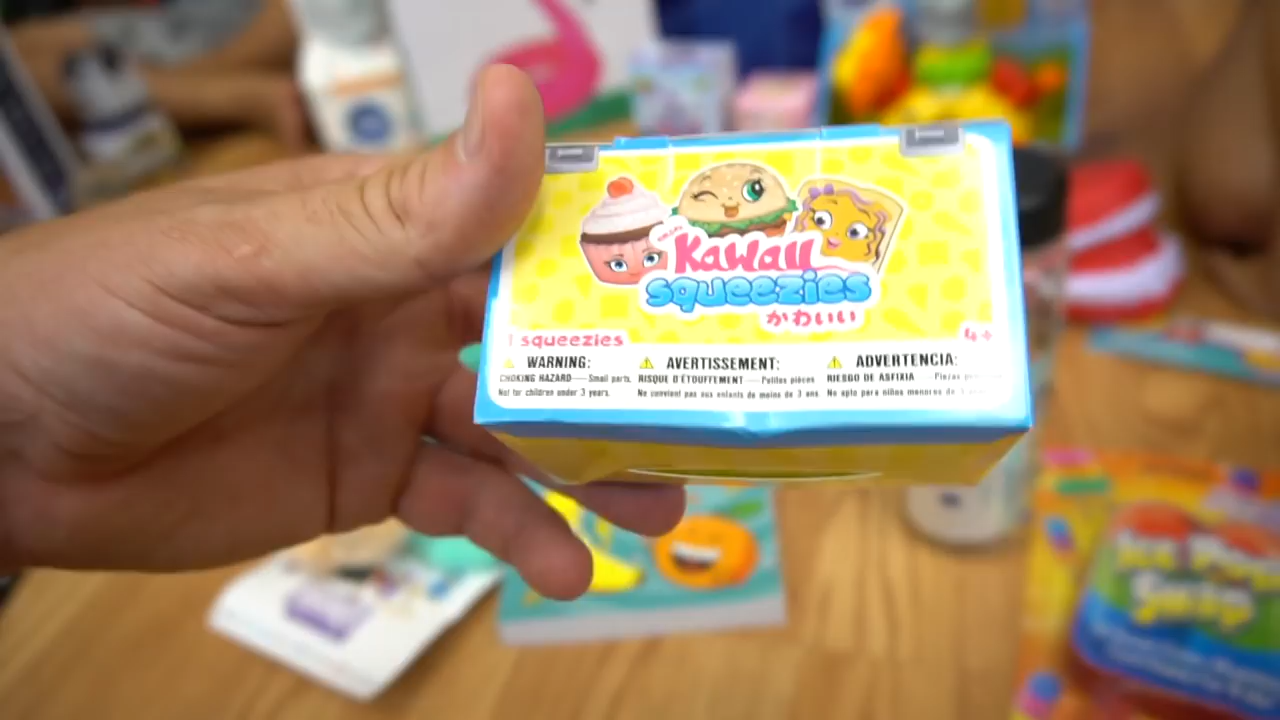 Kawaii
squeezies
かわいい
1 squeezies
4+
WARNING:
CHOKING HAZARD — Small parts.
Not for children under 3 years.
AVERTISSEMENT:
RISQUE D'ÉTOUFFEMENT — Petites pièces
Ne convient pas aux enfants de moins de 3 ans
ADVERTENCIA:
RIESGO DE ASFIXIA — Piezas
No apto para niños menores de 3